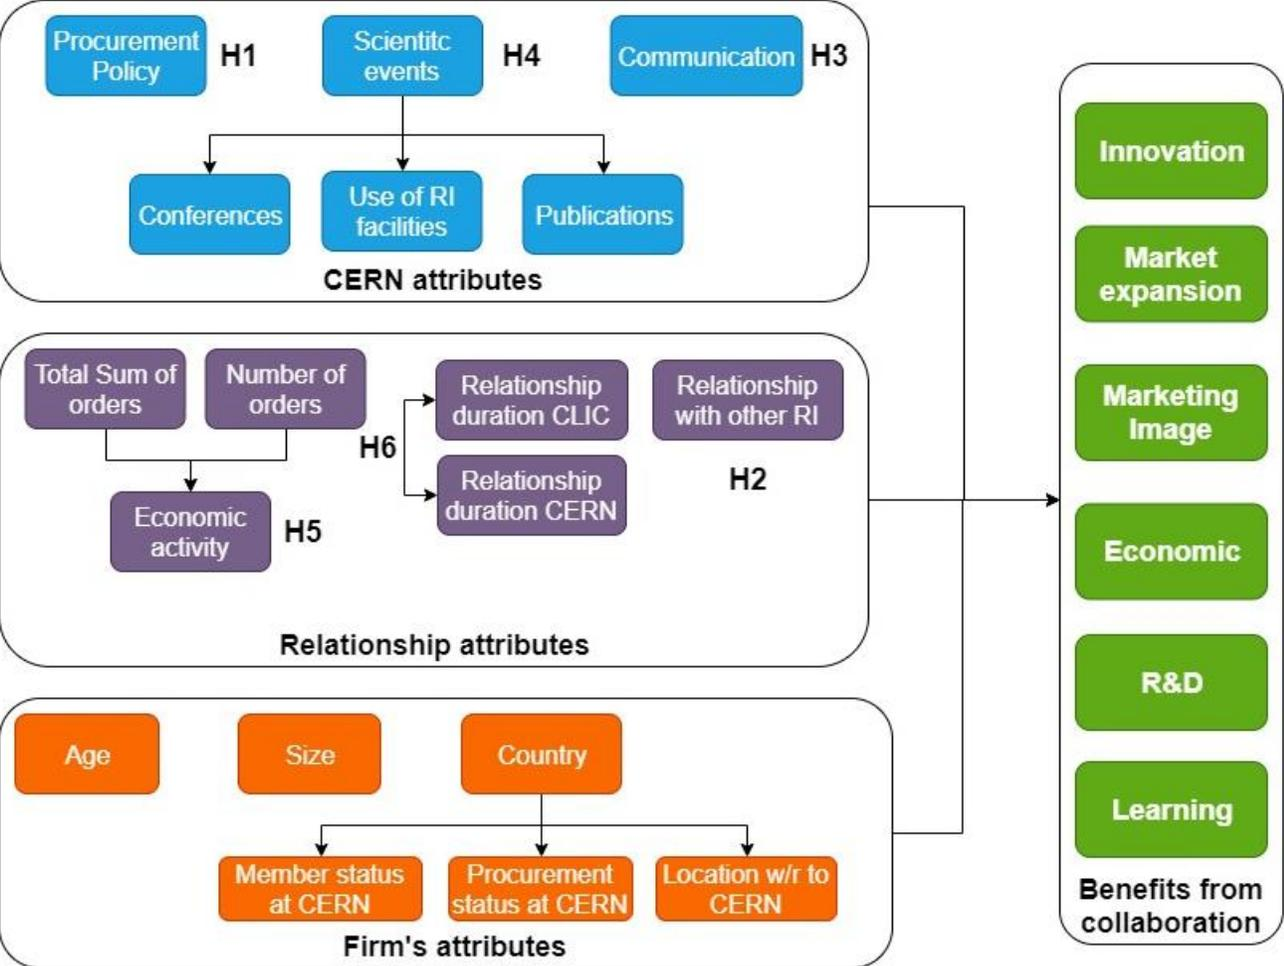 Procurement
Policy
H1
Scientitc
events
H4
Communication
H3
Conferences
Use of RI
facilities
Publications
CERN attributes
Total Sum of
orders
Number of
orders
Economic
activity
H5
H6
Relationship
duration CLIC
Relationship
duration CERN
Relationship
with other RI
H2
Relationship attributes
Age
Size
Country
Member status
at CERN
Procurement
status at CERN
Location w/r to
CERN
Firm's attributes
Innovation
Market
expansion
Marketing
Image
Economic
R&D
Learning
Benefits from
collaboration